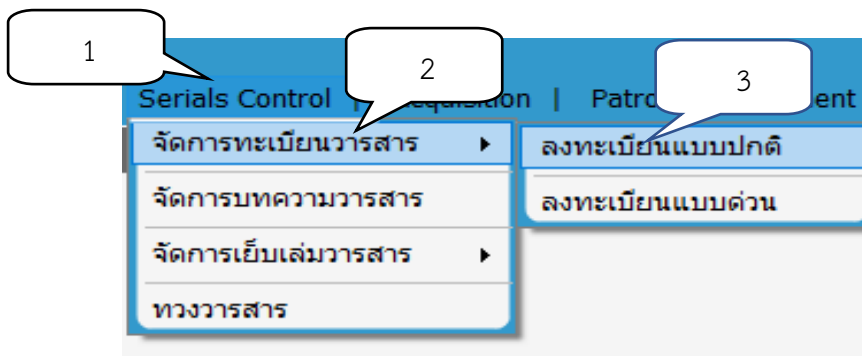 1
2
3
Serials Control |
| Patro
ent
จัดการทะเบียนวารสาร
ลงทะเบียนแบบปกติ
จัดการบทความวารสาร
ลงทะเบียนแบบด่วน
จัดการเย็บเล่มวารสาร
ทวงวารสาร